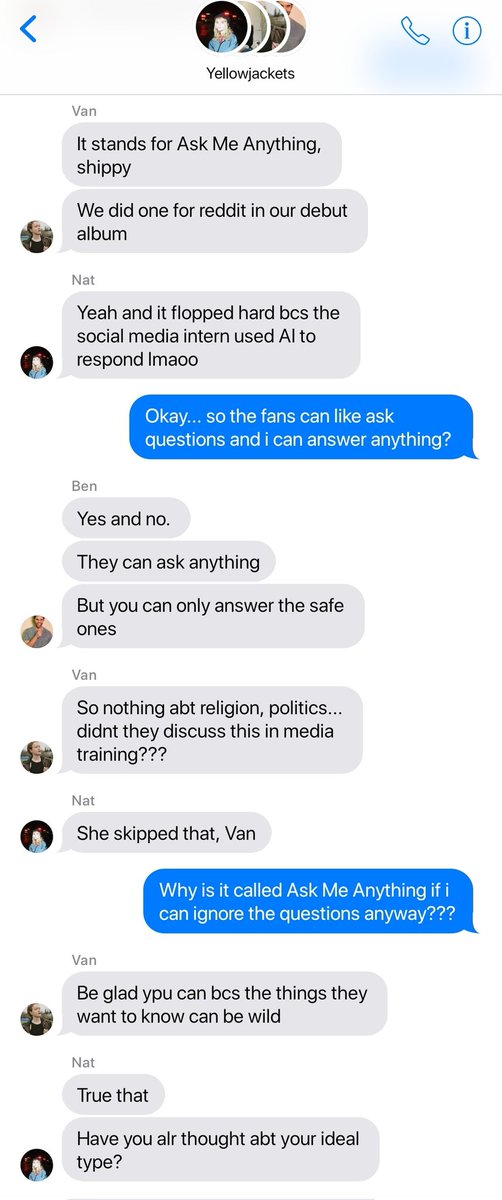 Yellowjackets
Van
It stands for Ask Me Anything,
shippy
We did one for reddit in our debut
album
Nat
Yeah and it flopped hard bcs the
social media intern used AI to
respond lmaoo
Okay... so the fans can like ask
questions and i can answer anything?
Ben
Yes and no.
They can ask anything
But you can only answer the safe
ones
Van
So nothing abt religion, politics...
didnt they discuss this in media
training???
Nat
She skipped that, Van
Why is it called Ask Me Anything if i
can ignore the questions anyway???
Van
Be glad ypu can bcs the things they
want to know can be wild
Nat
True that
Have you alr thought abt your ideal
type?